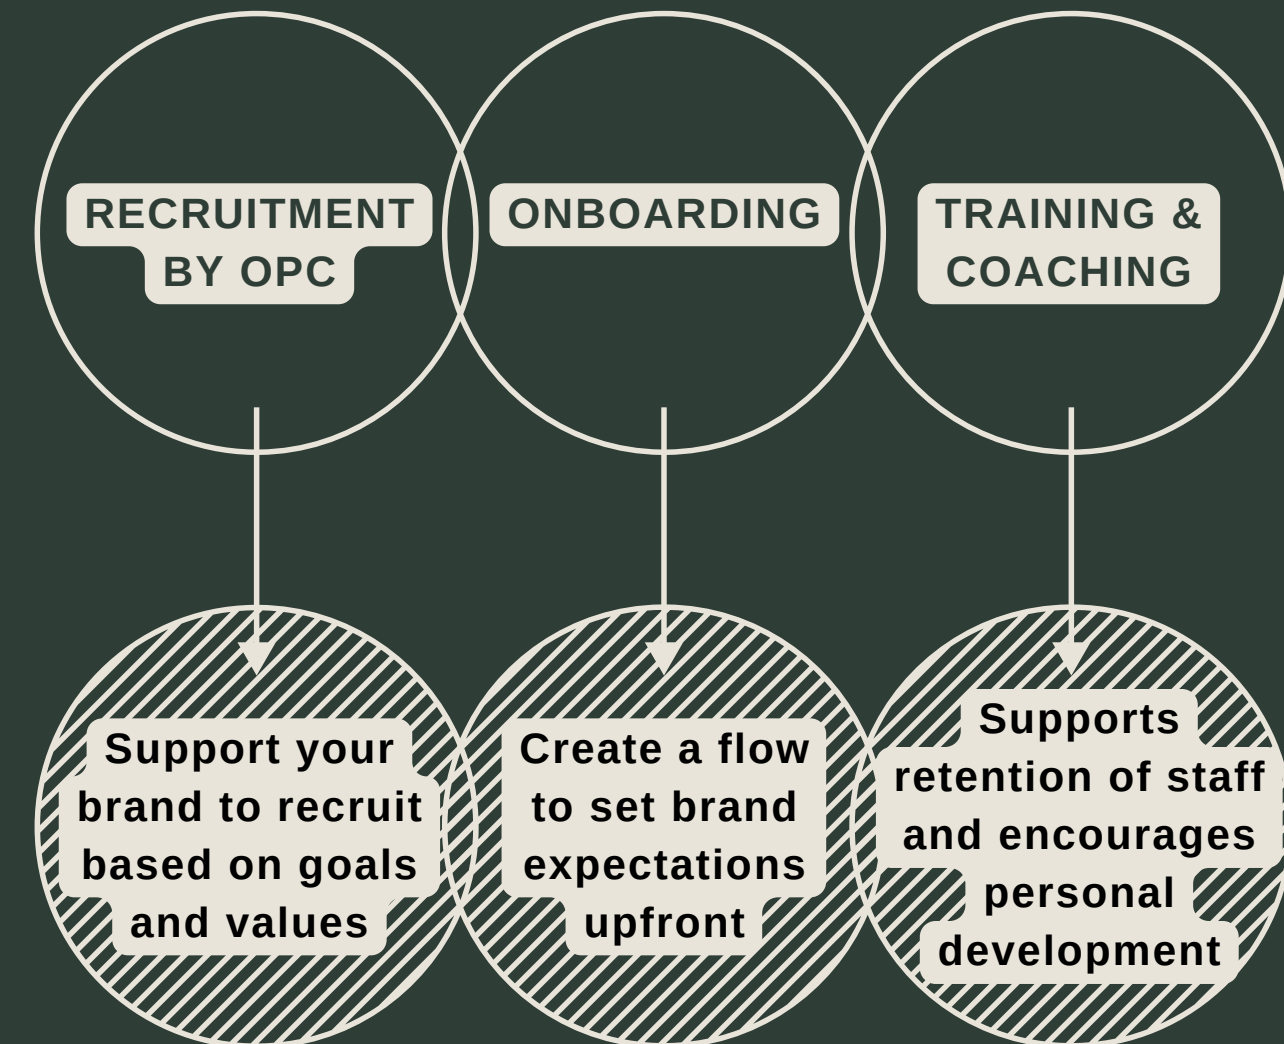 RECRUITMENT
BY OPC
ONBOARDING
TRAINING &
COACHING
Support your
brand to recruit
based on goals
and values
Create a flow
to set brand
expectations
upfront
Supports
retention of staff
and encourages
personal
development